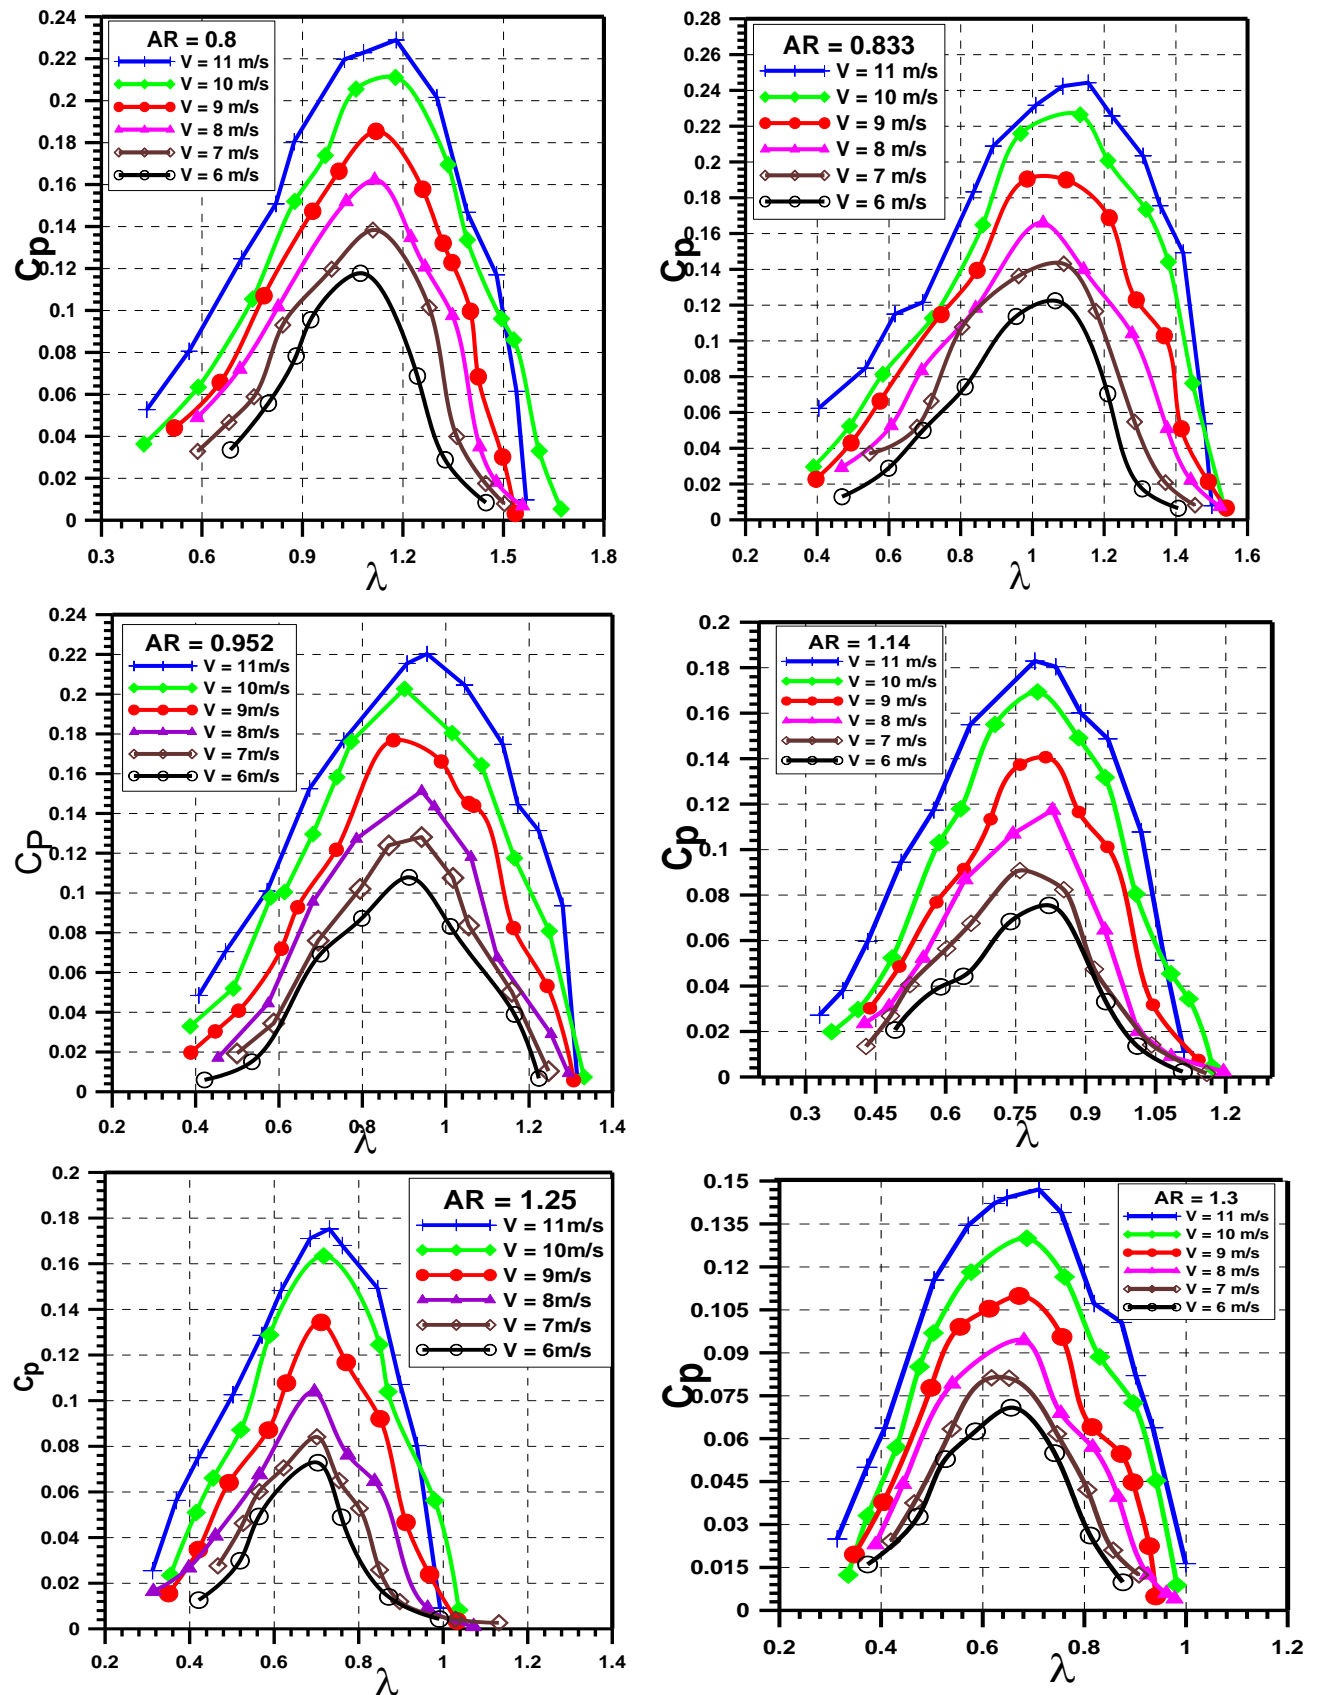 0.24
0.22
0.2
0.18
0.16
0.14
0.12
0.1
0.08
0.06
0.04
0.02
0
Cp
AR = 0.8
V = 11 m/s
V = 10 m/s
V = 9 m/s
V = 8 m/s
V = 7 m/s
V = 6 m/s
0.3 0.6 0.9 1.2 1.5 1.8
λ
0.28
0.26
0.24
0.22
0.2
0.18
0.16
0.14
0.12
0.1
0.08
0.06
0.04
0.02
0
Cp
AR = 0.833
V = 11 m/s
V = 10 m/s
V = 9 m/s
V = 8 m/s
V = 7 m/s
V = 6 m/s
0.2 0.4 0.6 0.8 1 1.2 1.4 1.6
λ
0.24
0.22
0.2
0.18
0.16
0.14
0.12
0.1
0.08
0.06
0.04
0.02
0
CP
AR = 0.952
V = 11m/s
V = 10m/s
V = 9m/s
V = 8m/s
V = 7m/s
V = 6m/s
0.2 0.4 0.6 0.8 1 1.2 1.4
λ
0.2
0.18
0.16
0.14
0.12
0.1
0.08
0.06
0.04
0.02
0
Cp
AR = 1.14
V = 11 m/s
V = 10 m/s
V = 9 m/s
V = 8 m/s
V = 7 m/s
V = 6 m/s
0.3 0.45 0.6 0.75 0.9 1.05 1.2
λ
0.2
0.18
0.16
0.14
0.12
0.1
0.08
0.06
0.04
0.02
0
Cp
AR = 1.25
V = 11m/s
V = 10m/s
V = 9m/s
V = 8m/s
V = 7m/s
V = 6m/s
0.2 0.4 0.6 0.8 1 1.2 1.4
λ
0.15
0.135
0.12
0.105
0.09
0.075
0.06
0.045
0.03
0.015
0
Cp
AR = 1.3
V = 11 m/s
V = 10 m/s
V = 9 m/s
V = 8 m/s
V = 7 m/s
V = 6 m/s
0.2 0.4 0.6 0.8 1 1.2
λ